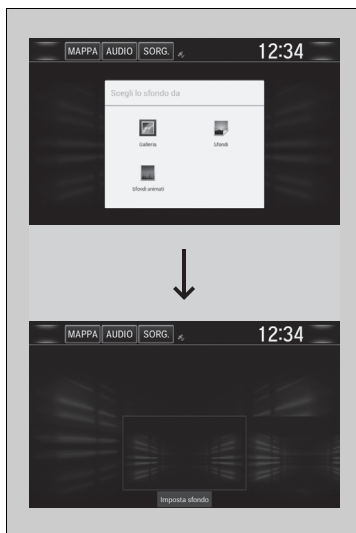 MAPPA AUDIO SORG. 12:34
Scegli lo sfondo da
Galleria Sfondi
Sfondi animati
MAPPA AUDIO SORG. 12:34
Imposta sfondo